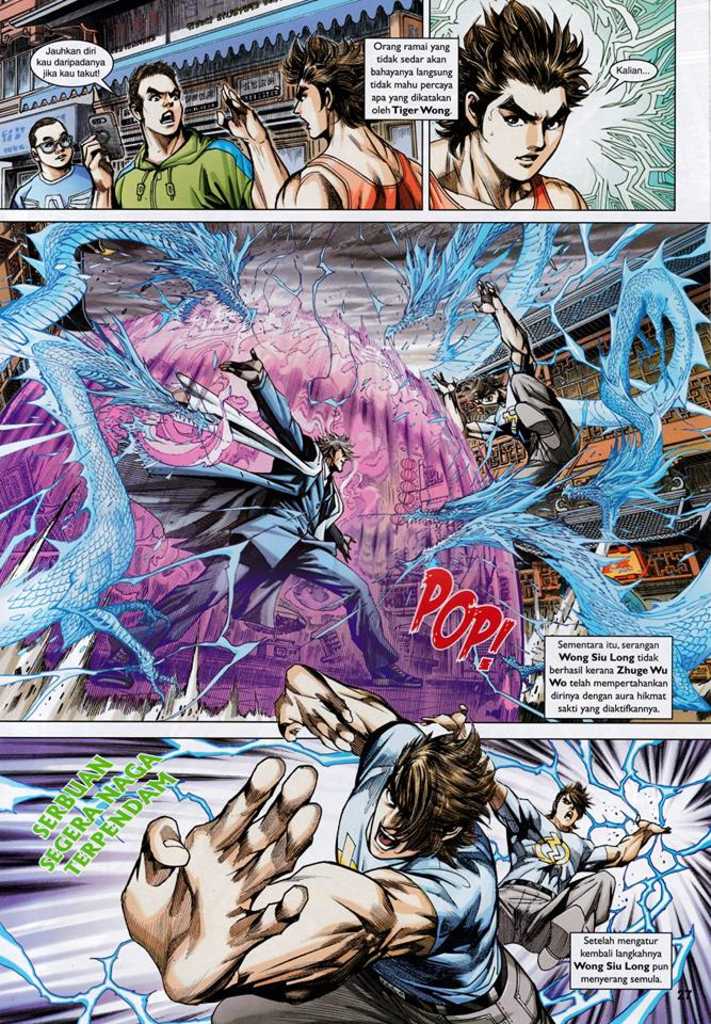 Jauhkan diri
kau daripadanya
jika kau takut!
Orang ramai yang
tidak sedar akan
bahayanya langsung
tidak mahu percaya
apa yang dikatakan
oleh Tiger Wong.
Kalian...
POP!
Sementara itu, serangan
Wong Siu Long tidak
berhasil kerana Zhuge Wu
Wo telah mempertahankan
dirinya dengan aura hikmat
sakti yang diaktifkannya.
SERBUAN
SEGERA NAGA
TERPENDAM
Setelah mengatur
kembali langkahnya
Wong Siu Long pun
menyerang semula.
27